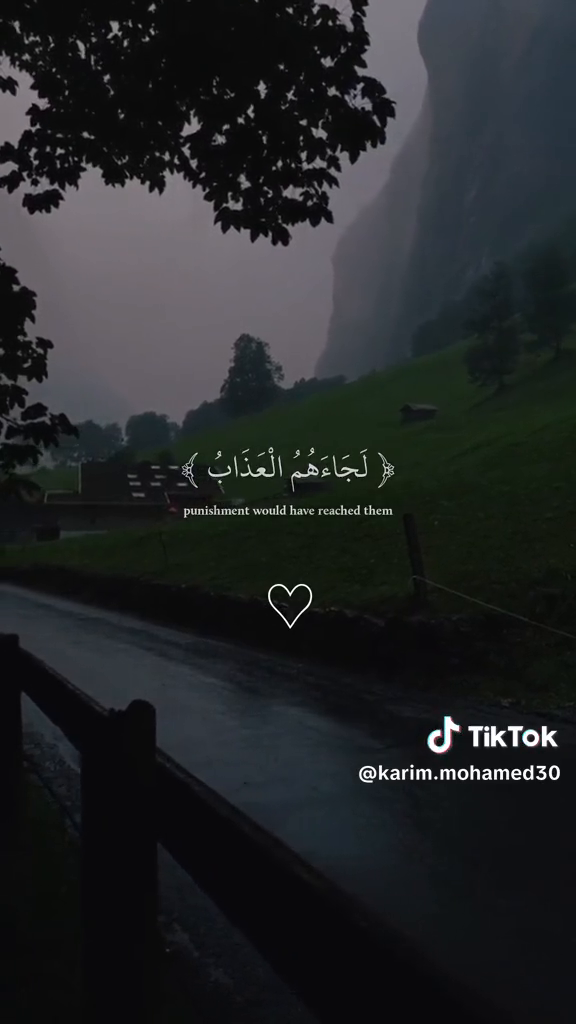 ﴿ لَجَاءَهُمُ الْعَذَابُ ﴾
punishment would have reached them
TikTok
@karim.mohamed30